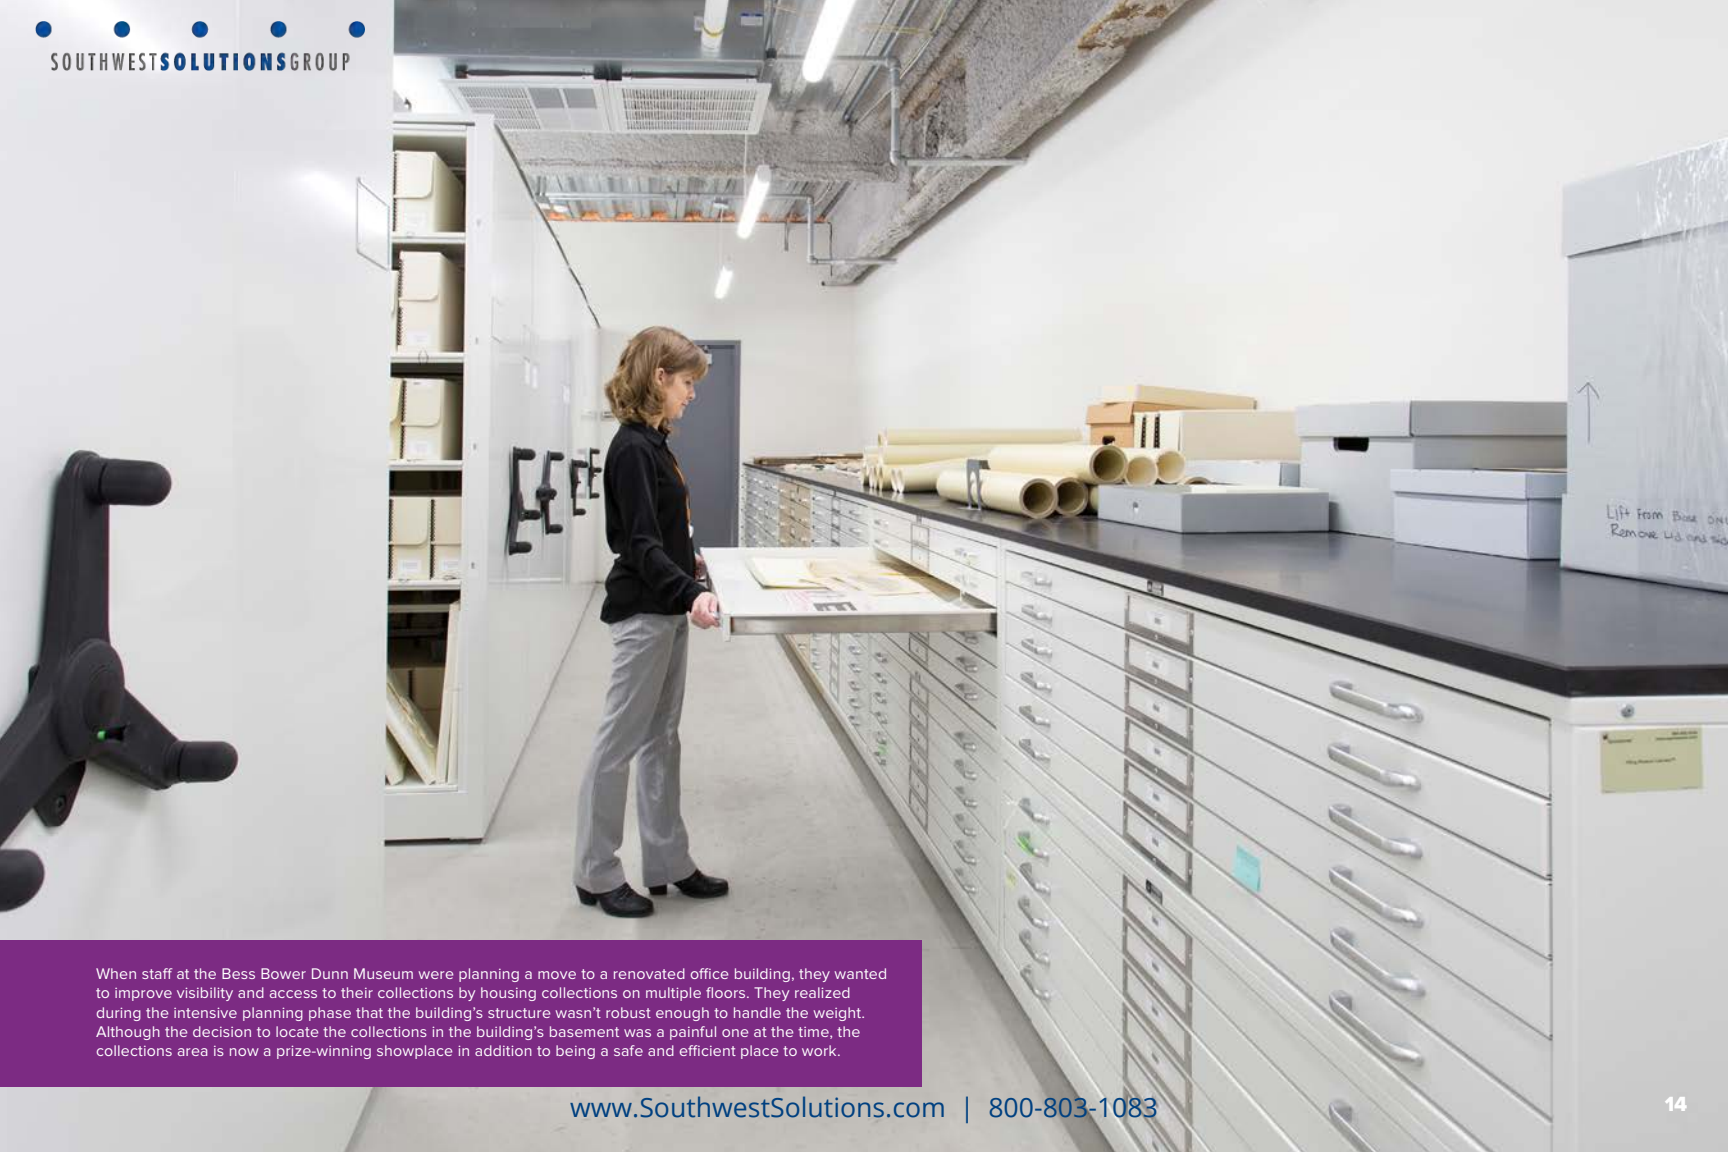 SOUTHWESTSOLUTIONSGROUP
Lift From Base
Remove Lid and
When staff at the Bess Bower Dunn Museum were planning a move to a renovated office building, they wanted
to improve visibility and access to their collections by housing collections on multiple floors. They realized
during the intensive planning phase that the building’s structure wasn’t robust enough to handle the weight.
Although the decision to locate the collections in the building’s basement was a painful one at the time, the
collections area is now a prize-winning showplace in addition to being a safe and efficient place to work.
www.SouthwestSolutions.com | 800-803-1083
14